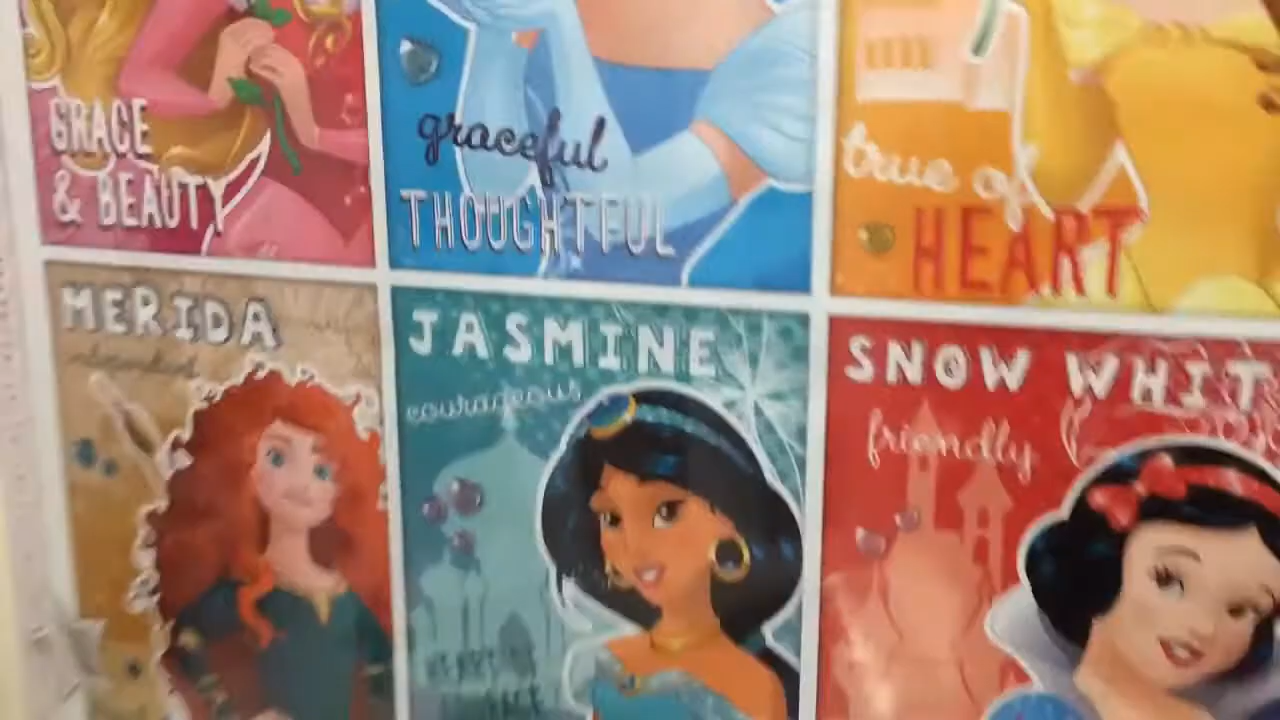 GRACE
& BEAUTY
graceful
THOUGHTFUL
true of
HEART
MERIDA
JASMINE
courageous
SNOW WHIT
friendly